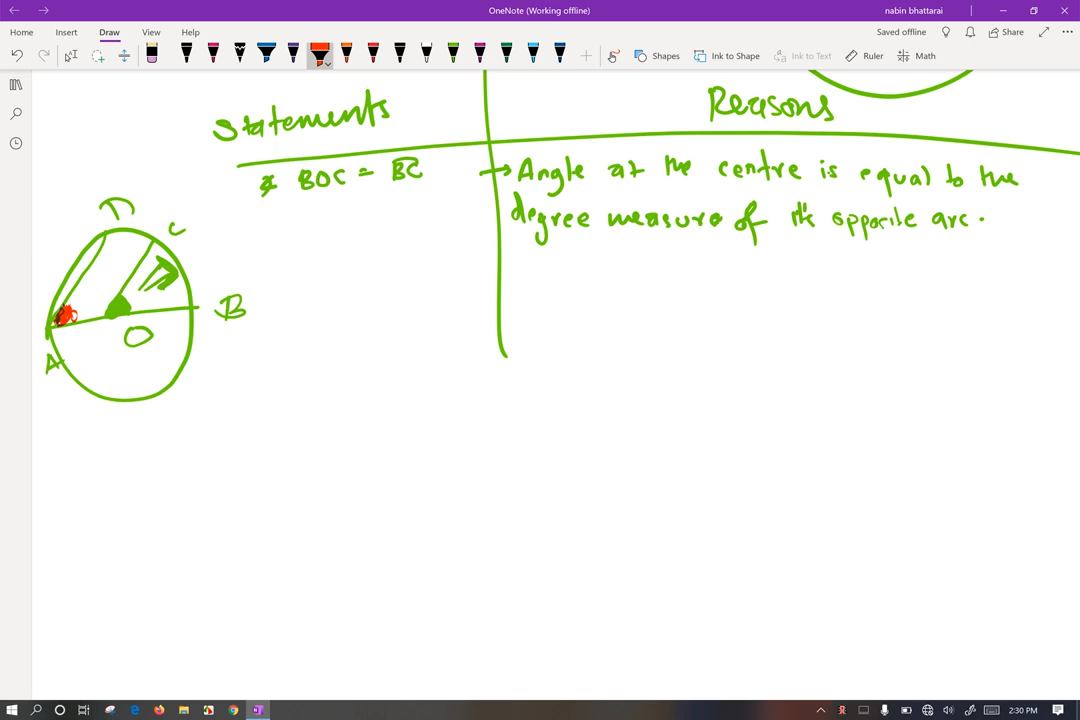 OneNote (Working offline)
nabin bhattarai
Home Insert Draw View Help
Saved offline
Share
Shapes
Ink to Shape
Ink to Text
Ruler
Math
Statements
Reasons
∡ BOC = BC
→ Angle at the centre is equal to the
degree measure of it's opposite arc.
D
C
B
O
A
2:30 PM